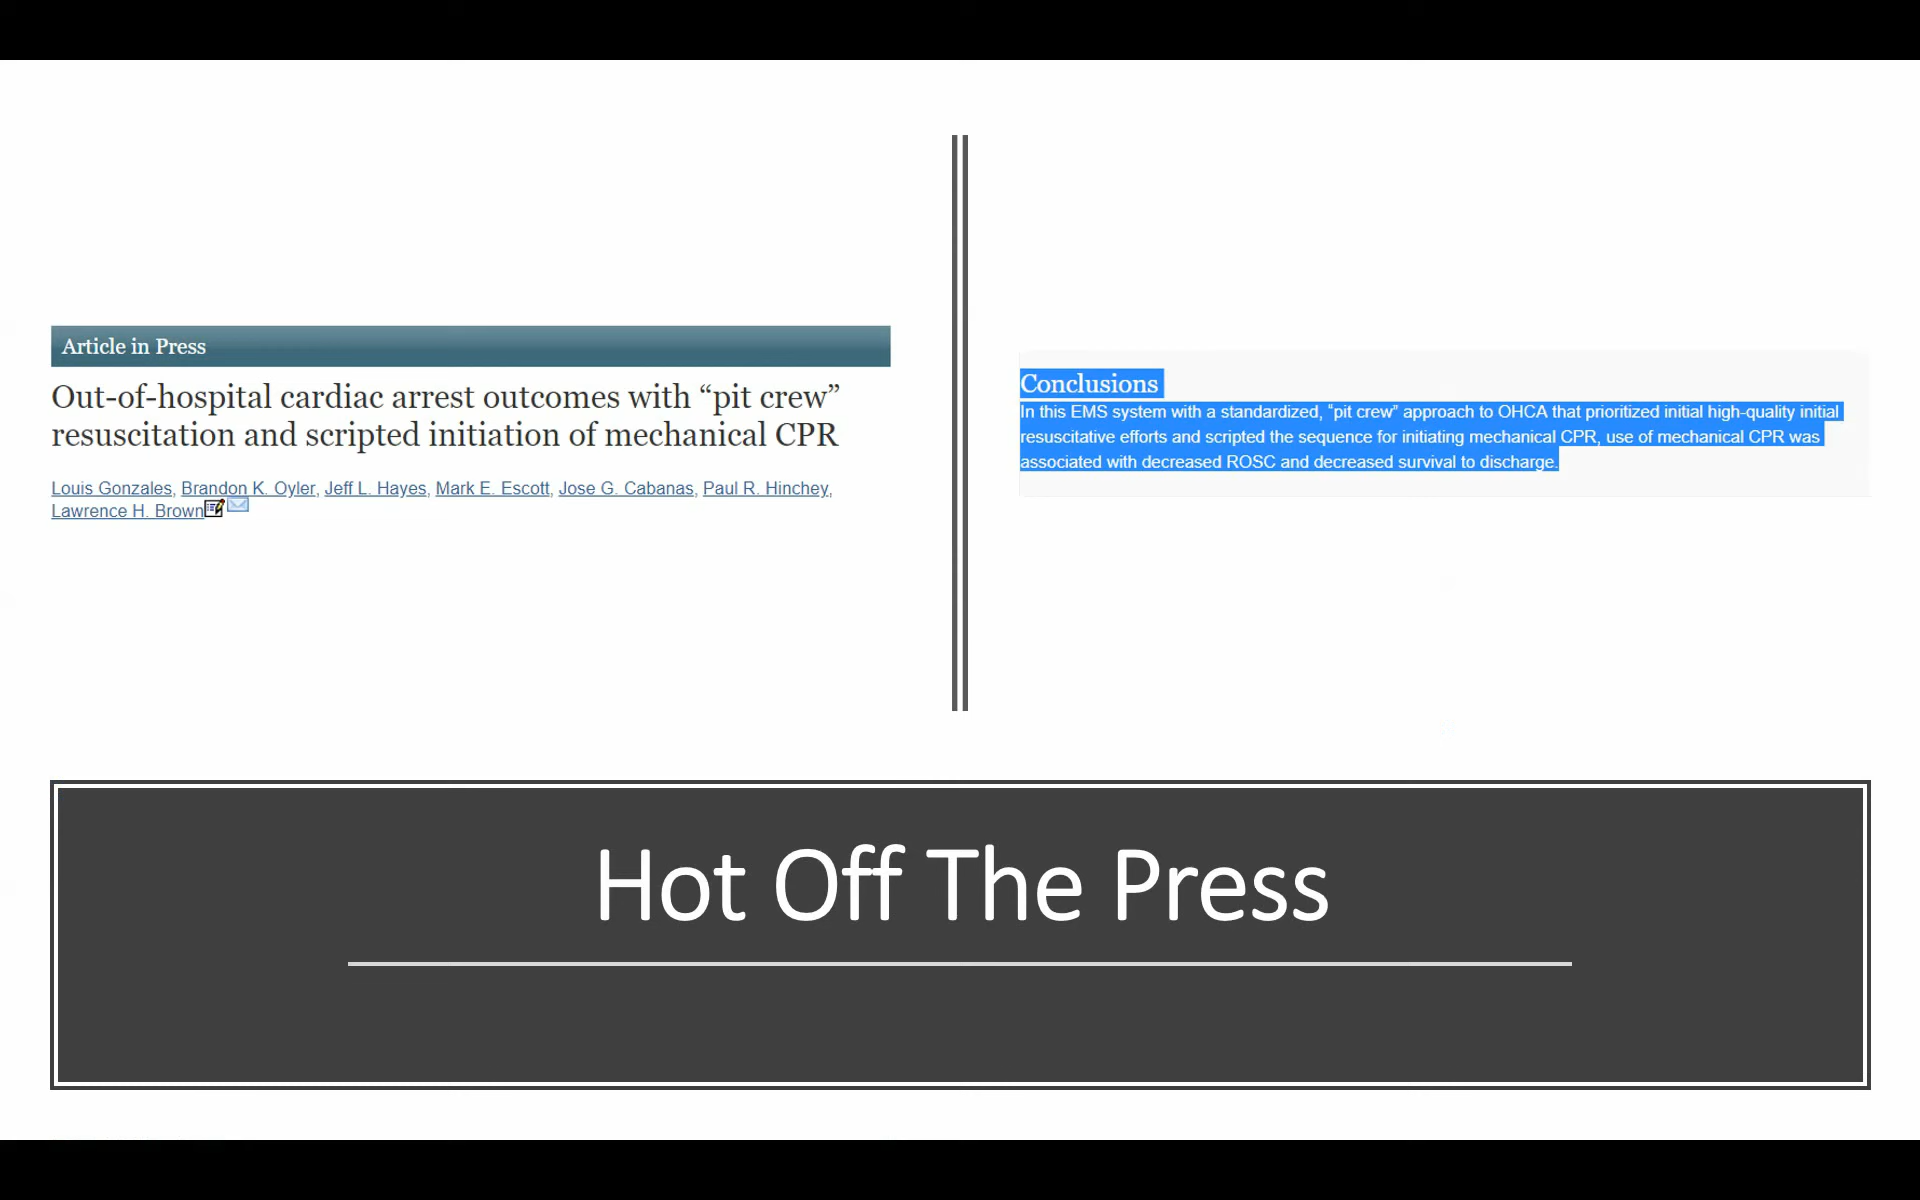 Article in Press
Out-of-hospital cardiac arrest outcomes with “pit crew”
resuscitation and scripted initiation of mechanical CPR
Louis Gonzales, Brandon K. Oyler, Jeff L. Hayes, Mark E. Escott, Jose G. Cabanas, Paul R. Hinchey,
Lawrence H. Brown
Conclusions
In this EMS system with a standardized, “pit crew” approach to OHCA that prioritized initial high-quality initial
resuscitative efforts and scripted the sequence for initiating mechanical CPR, use of mechanical CPR was
associated with decreased ROSC and decreased survival to discharge.
Hot Off The Press